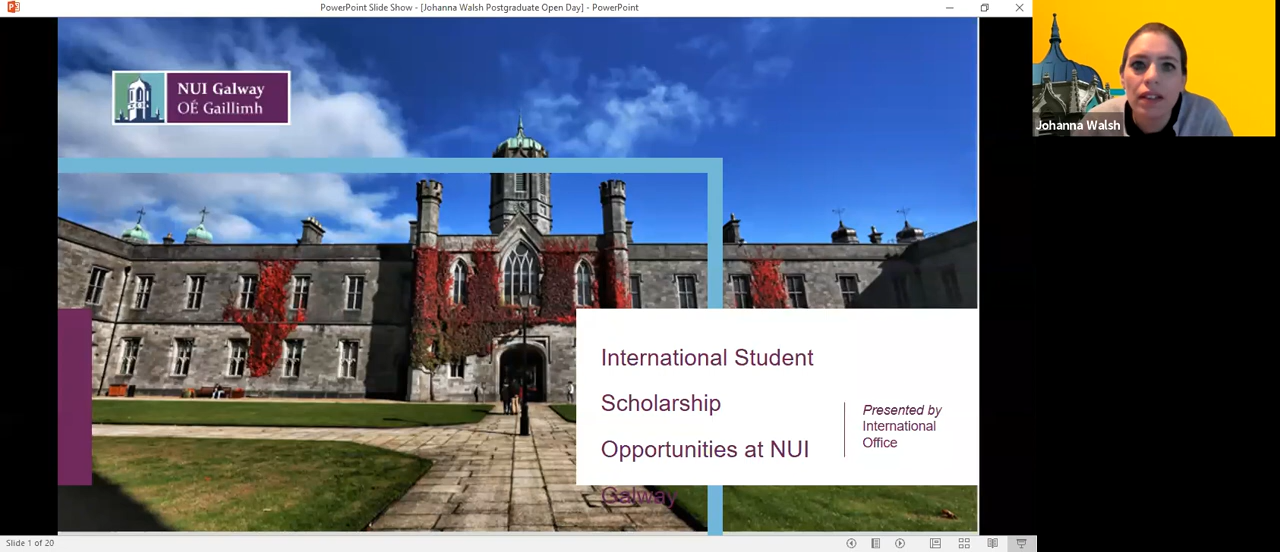 PowerPoint Slide Show - [Johanna Walsh Postgraduate Open Day] - PowerPoint
NUI Galway
OÉ Gaillimh
Johanna Walsh
International Student
Scholarship
Opportunities at NUI
Galway
Presented by
International
Office
Slide 1 of 20